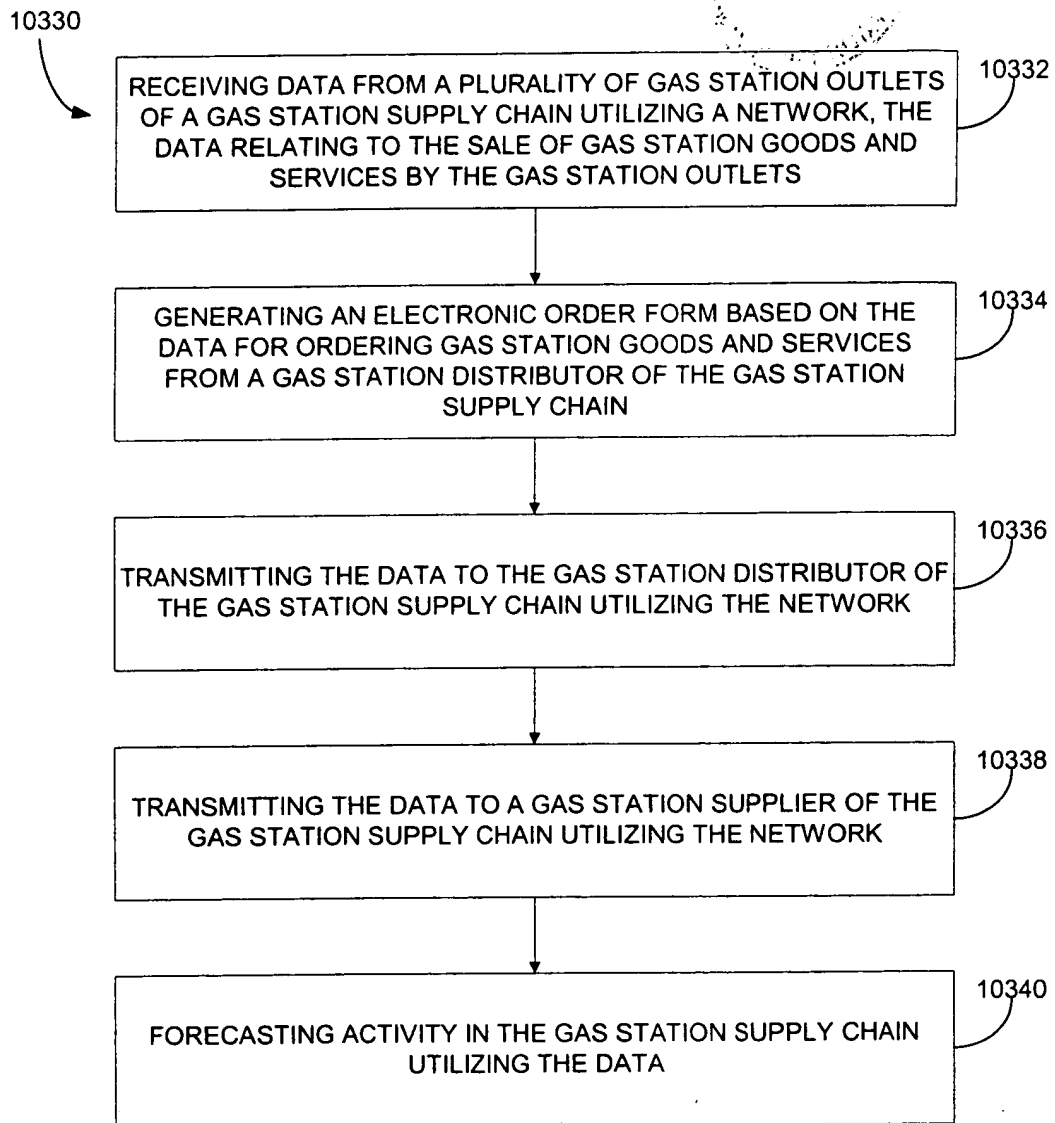 10330
10332
RECEIVING DATA FROM A PLURALITY OF GAS STATION OUTLETS
OF A GAS STATION SUPPLY CHAIN UTILIZING A NETWORK, THE
DATA RELATING TO THE SALE OF GAS STATION GOODS AND
SERVICES BY THE GAS STATION OUTLETS
10334
GENERATING AN ELECTRONIC ORDER FORM BASED ON THE
DATA FOR ORDERING GAS STATION GOODS AND SERVICES
FROM A GAS STATION DISTRIBUTOR OF THE GAS STATION
SUPPLY CHAIN
10336
TRANSMITTING THE DATA TO THE GAS STATION DISTRIBUTOR OF
THE GAS STATION SUPPLY CHAIN UTILIZING THE NETWORK
10338
TRANSMITTING THE DATA TO A GAS STATION SUPPLIER OF THE
GAS STATION SUPPLY CHAIN UTILIZING THE NETWORK
10340
FORECASTING ACTIVITY IN THE GAS STATION SUPPLY CHAIN
UTILIZING THE DATA